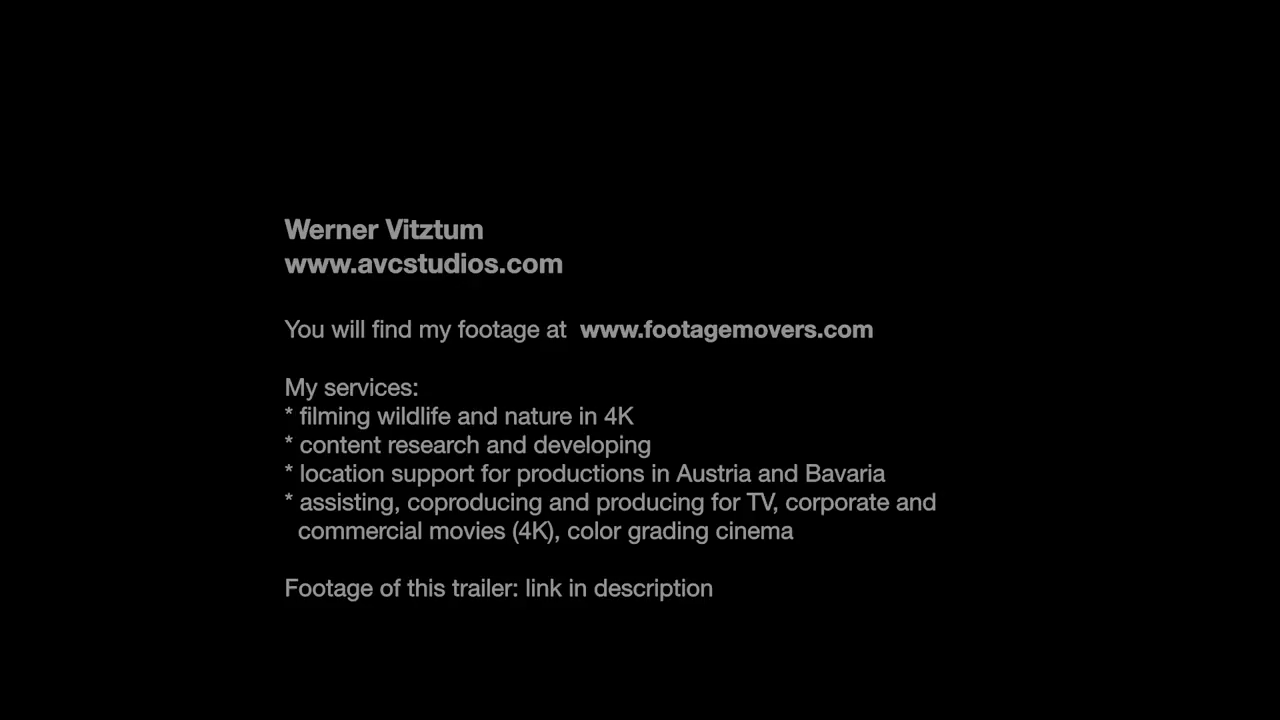 Werner Vitztum
www.avcstudios.com
You will find my footage at www.footagemovers.com
My services:
* filming wildlife and nature in 4K
* content research and developing
* location support for productions in Austria and Bavaria
* assisting, coproducing and producing for TV, corporate and
commercial movies (4K), color grading cinema
Footage of this trailer: link in description